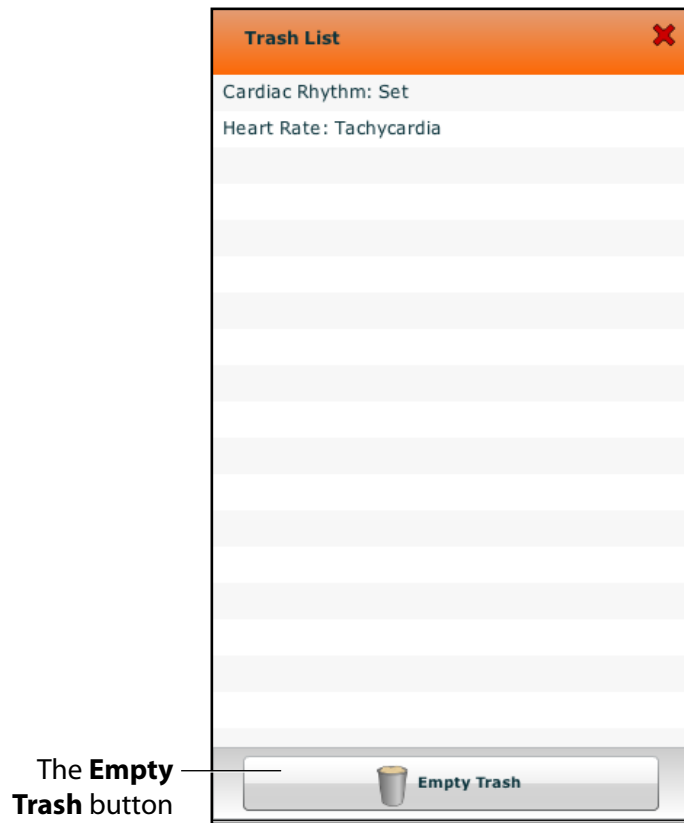 Trash List
Cardiac Rhythm: Set
Heart Rate: Tachycardia
The Empty
Trash button
Empty Trash